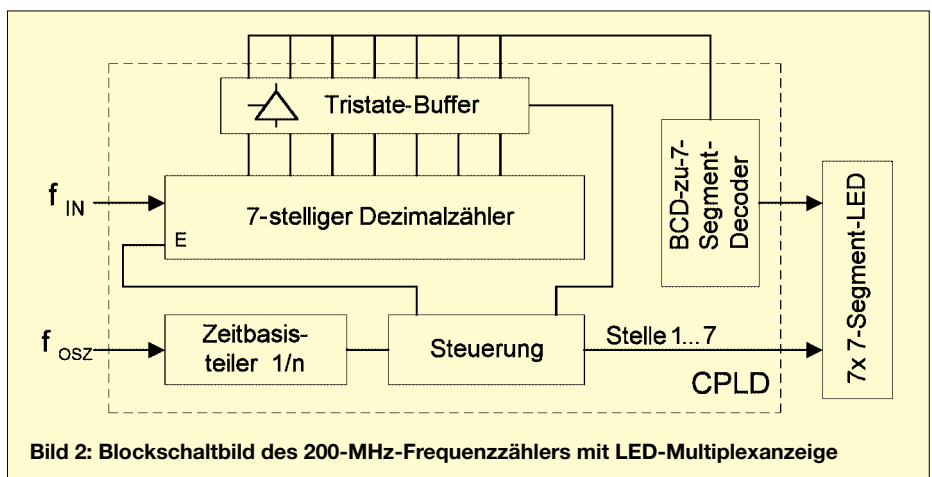 Tristate-Buffer
BCD-zu-7-
Segment-
Decoder
7x 7-Segment-LED
f IN
7-stelliger Dezimalzähler
E
f OSZ
Zeitbasis-
teiler 1/n
Steuerung
Stelle 1... 7
CPLD
Bild 2: Blockschaltbild des 200-MHz-Frequenzzählers mit LED-Multiplexanzeige